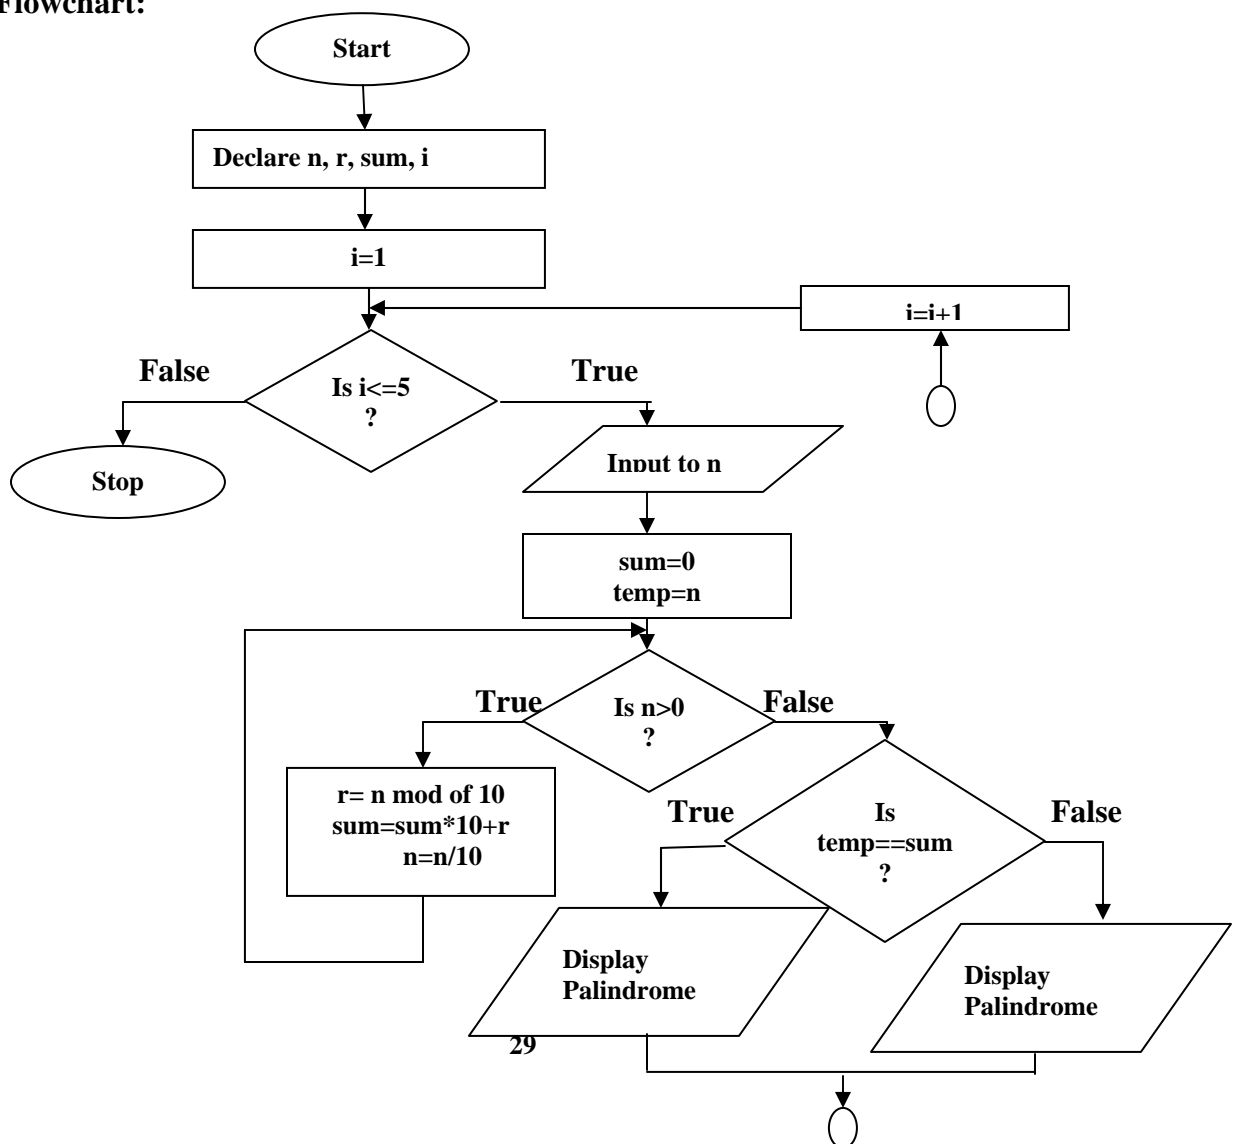 Flowchart:
Start
Declare n, r, sum, i
i=1
i=i+1
False
Is i<=5
?
True
Stop
Input to n
sum=0
temp=n
True
Is n>0
?
False
r= n mod of 10
sum=sum*10+r
n=n/10
True
Is
temp==sum
?
False
Display
Palindrome
Display
Palindrome
29